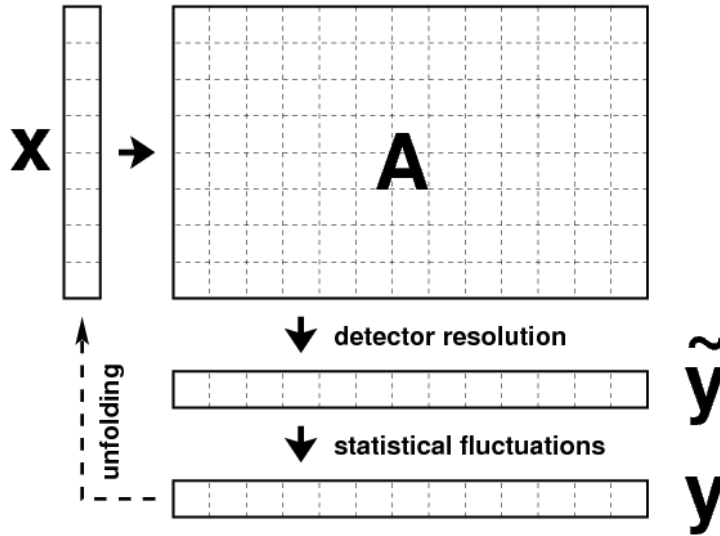 x
A
detector resolution
ỹ
unfolding
statistical fluctuations
y